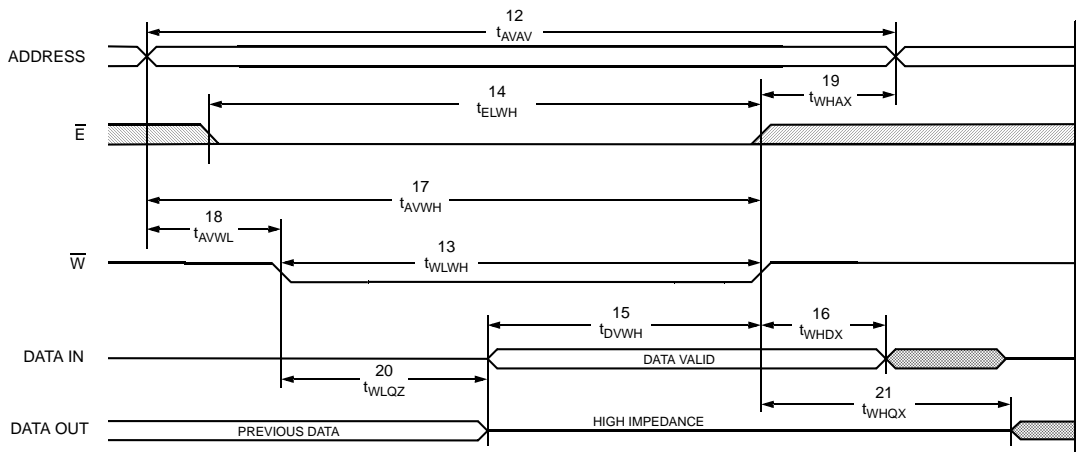 12
tAVAV
ADDRESS
19
tWHAX
14
tELWH
E̅
17
tAVWH
18
tAVWL
13
tWLWH
W̅
15
tDVWH
16
tWHDX
DATA IN
DATA VALID
20
tWLQZ
21
tWHQX
DATA OUT
PREVIOUS DATA
HIGH IMPEDANCE